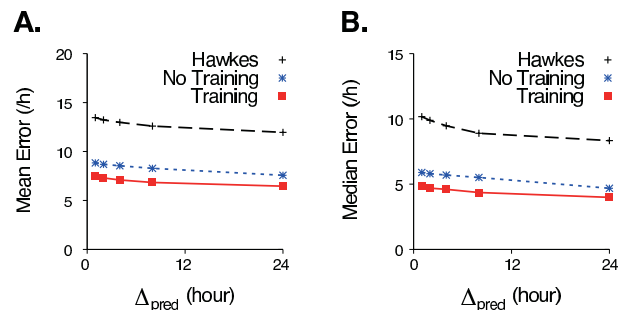 A.
20
15
10
5
0
0
12
24
Mean Error (/h)
Δpred (hour)
Hawkes
No Training
Training
B.
15
10
5
0
0
12
24
Median Error (/h)
Δpred (hour)
Hawkes
No Training
Training